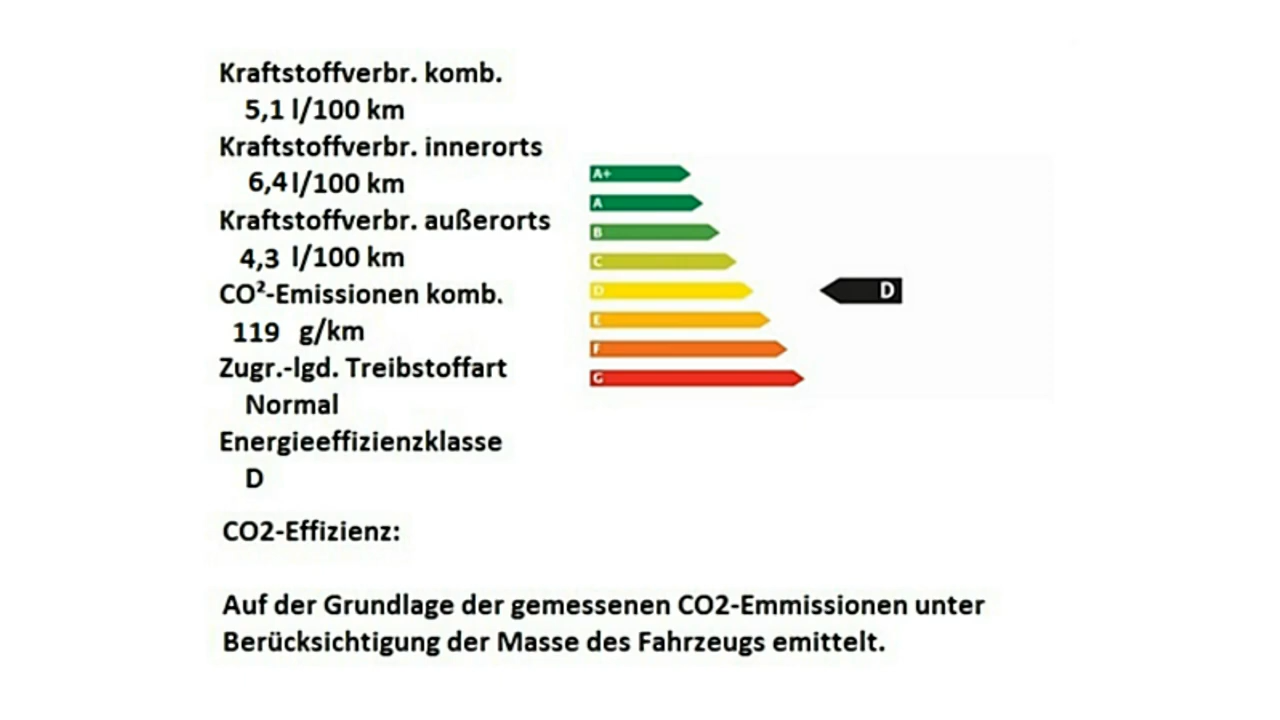 Kraftstoffverbr. komb.
5,1 l/100 km
Kraftstoffverbr. innerorts
6,4 l/100 km
Kraftstoffverbr. außerorts
4,3 l/100 km
CO²-Emissionen komb.
119 g/km
Zugr.-lgd. Treibstoffart
Normal
Energieeffizienzklasse
D
A+
A
B
C
D
E
F
G
D
CO2-Effizienz:
Auf der Grundlage der gemessenen CO2-Emmissionen unter
Berücksichtigung der Masse des Fahrzeugs emittelt.